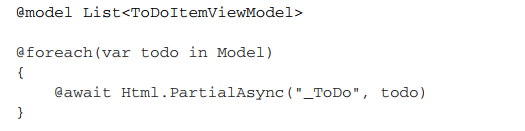 @model List<ToDoItemViewModel>
@foreach(var todo in Model)
{
@await Html.PartialAsync("_ToDo", todo)
}